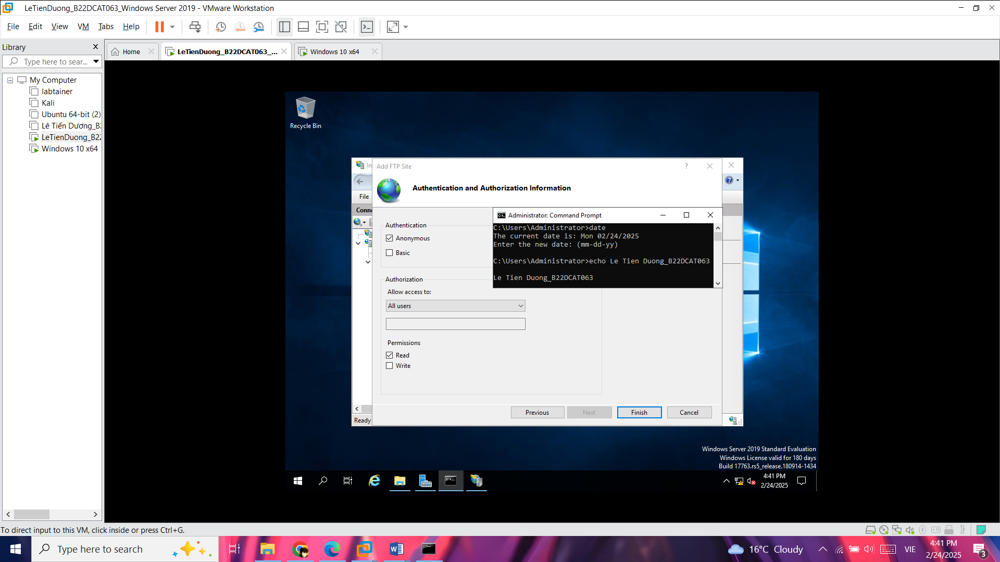 LeTienDuong_B22DCAT063_Windows Server 2019 - VMware Workstation
File Edit View VM Tabs Help
Library
Type here to sear...
Home
LeTienDuong_B22DCAT063_...
Windows 10 x64
My Computer
labtainer
Kali
Ubuntu 64-bit (2)
Lê Tiến Dương_B2
LeTienDuong_B22
Windows 10 x64
Recycle Bin
In
Add FTP Site
?
Authentication and Authorization Information
File
Conne
Authentication
Anonymous
Basic
Administrator: Command Prompt
C:\Users\Administrator>date
The current date is: Mon 02/24/2025
Enter the new date: (mm-dd-yy)
C:\Users\Administrator>echo Le Tien Duong_B22DCAT063
Le Tien Duong_B22DCAT063
Authorization
Allow access to:
All users
Permissions
Read
Write
Previous
Next
Finish
Cancel
Ready
Windows Server 2019 Standard Evaluation
Windows License valid for 180 days
Build 17763.rs5_release.180914-1434
4:41 PM
2/24/2025
To direct input to this VM, click inside or press Ctrl+G.
Type here to search
16°C Cloudy
VIE
4:41 PM
2/24/2025
3